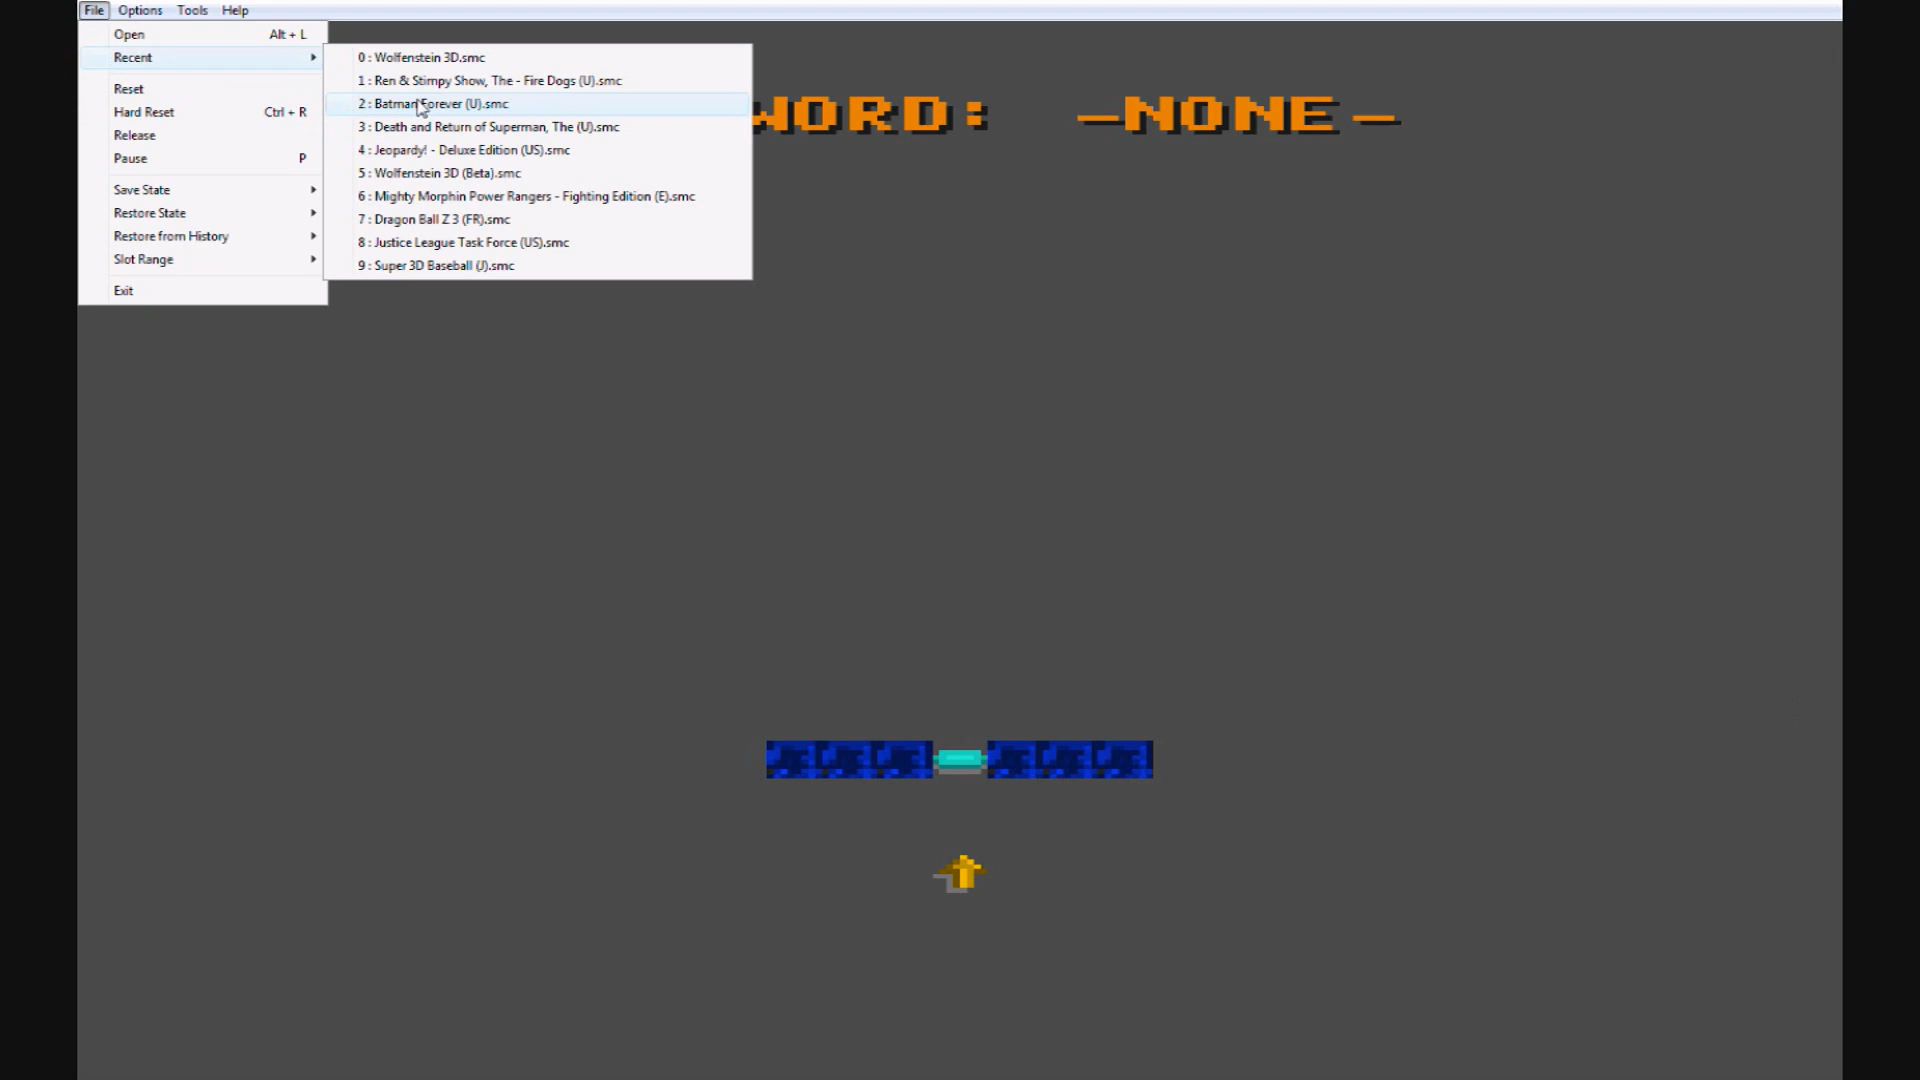 File Options Tools Help
Open Alt + L
Recent
Reset
Hard Reset Ctrl + R
Release
Pause P
Save State
Restore State
Restore from History
Slot Range
Exit
0 : Wolfenstein 3D.smc
1 : Ren & Stimpy Show, The - Fire Dogs (U).smc
2 : Batman Forever (U).smc
3 : Death and Return of Superman, The (U).smc
4 : Jeopardy! - Deluxe Edition (US).smc
5 : Wolfenstein 3D (Beta).smc
6 : Mighty Morphin Power Rangers - Fighting Edition (E).smc
7 : Dragon Ball Z 3 (FR).smc
8 : Justice League Task Force (US).smc
9 : Super 3D Baseball (J).smc
WORD: -NONE-